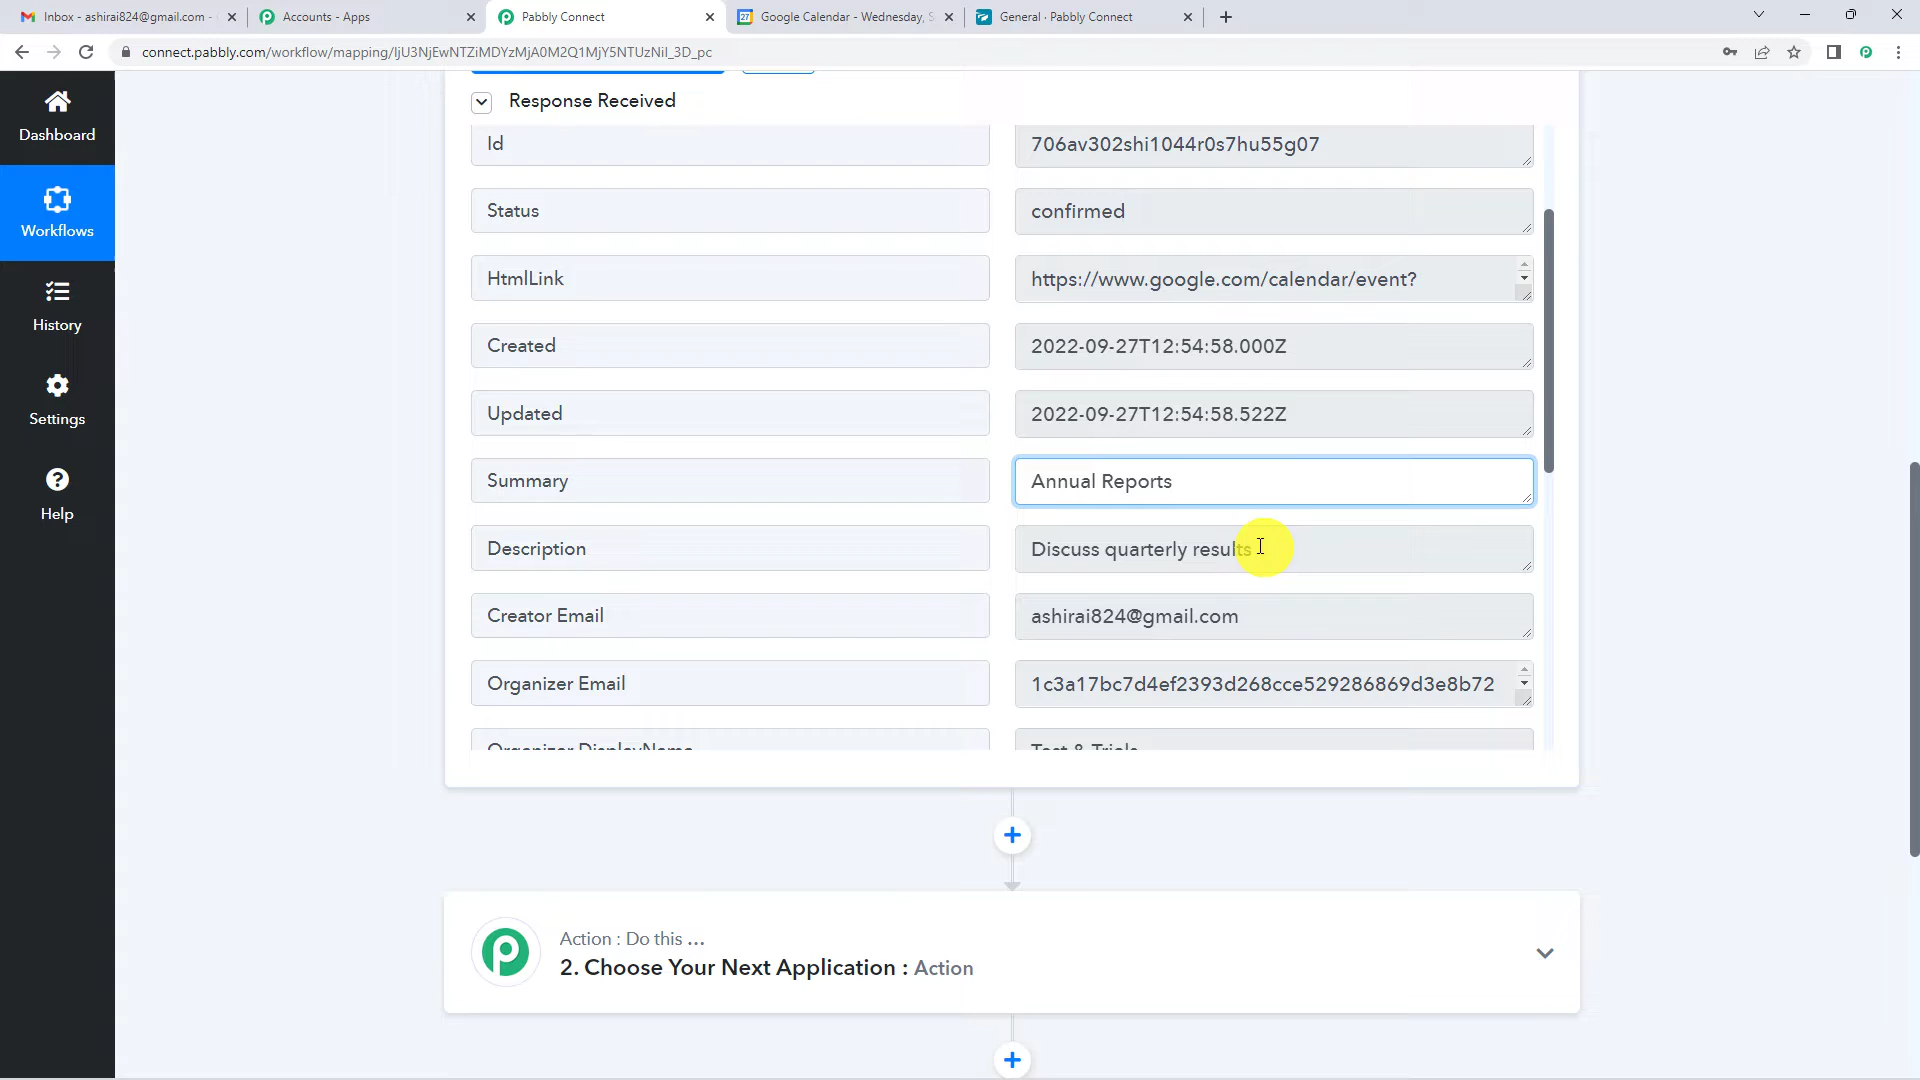 Inbox - ashirai824@gmail.com -
Accounts - Apps
Pabbly Connect
Google Calendar - Wednesday, S
General · Pabbly Connect
connect.pabbly.com/workflow/mapping/IjU3NjEwNTZiMDYzMjA0M2Q1MjY5NTUzNiI_3D_pc
Dashboard
Workflows
History
Settings
Help
Response Received
Id
706av302shi1044r0s7hu55g07
Status
confirmed
HtmlLink
https://www.google.com/calendar/event?
Created
2022-09-27T12:54:58.000Z
Updated
2022-09-27T12:54:58.522Z
Summary
Annual Reports
Description
Discuss quarterly results
Creator Email
ashirai824@gmail.com
Organizer Email
1c3a17bc7d4ef2393d268cce529286869d3e8b72
Organizer DisplayName
Test & Trials
Action : Do this ...
2. Choose Your Next Application : Action